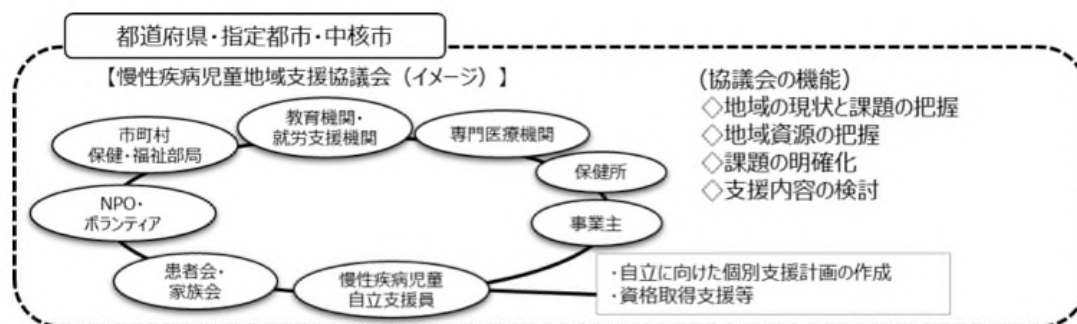 都道府県・指定都市・中核市
【慢性疾病児童地域支援協議会（イメージ）】
教育機関・
就労支援機関
専門医療機関
保健所
事業主
慢性疾病児童
自立支援員
患者会・
家族会
NPO・
ボランティア
市町村
保健・福祉部局
（協議会の機能）
◇地域の現状と課題の把握
◇地域資源の把握
◇課題の明確化
◇支援内容の検討
・自立に向けた個別支援計画の作成
・資格取得支援等